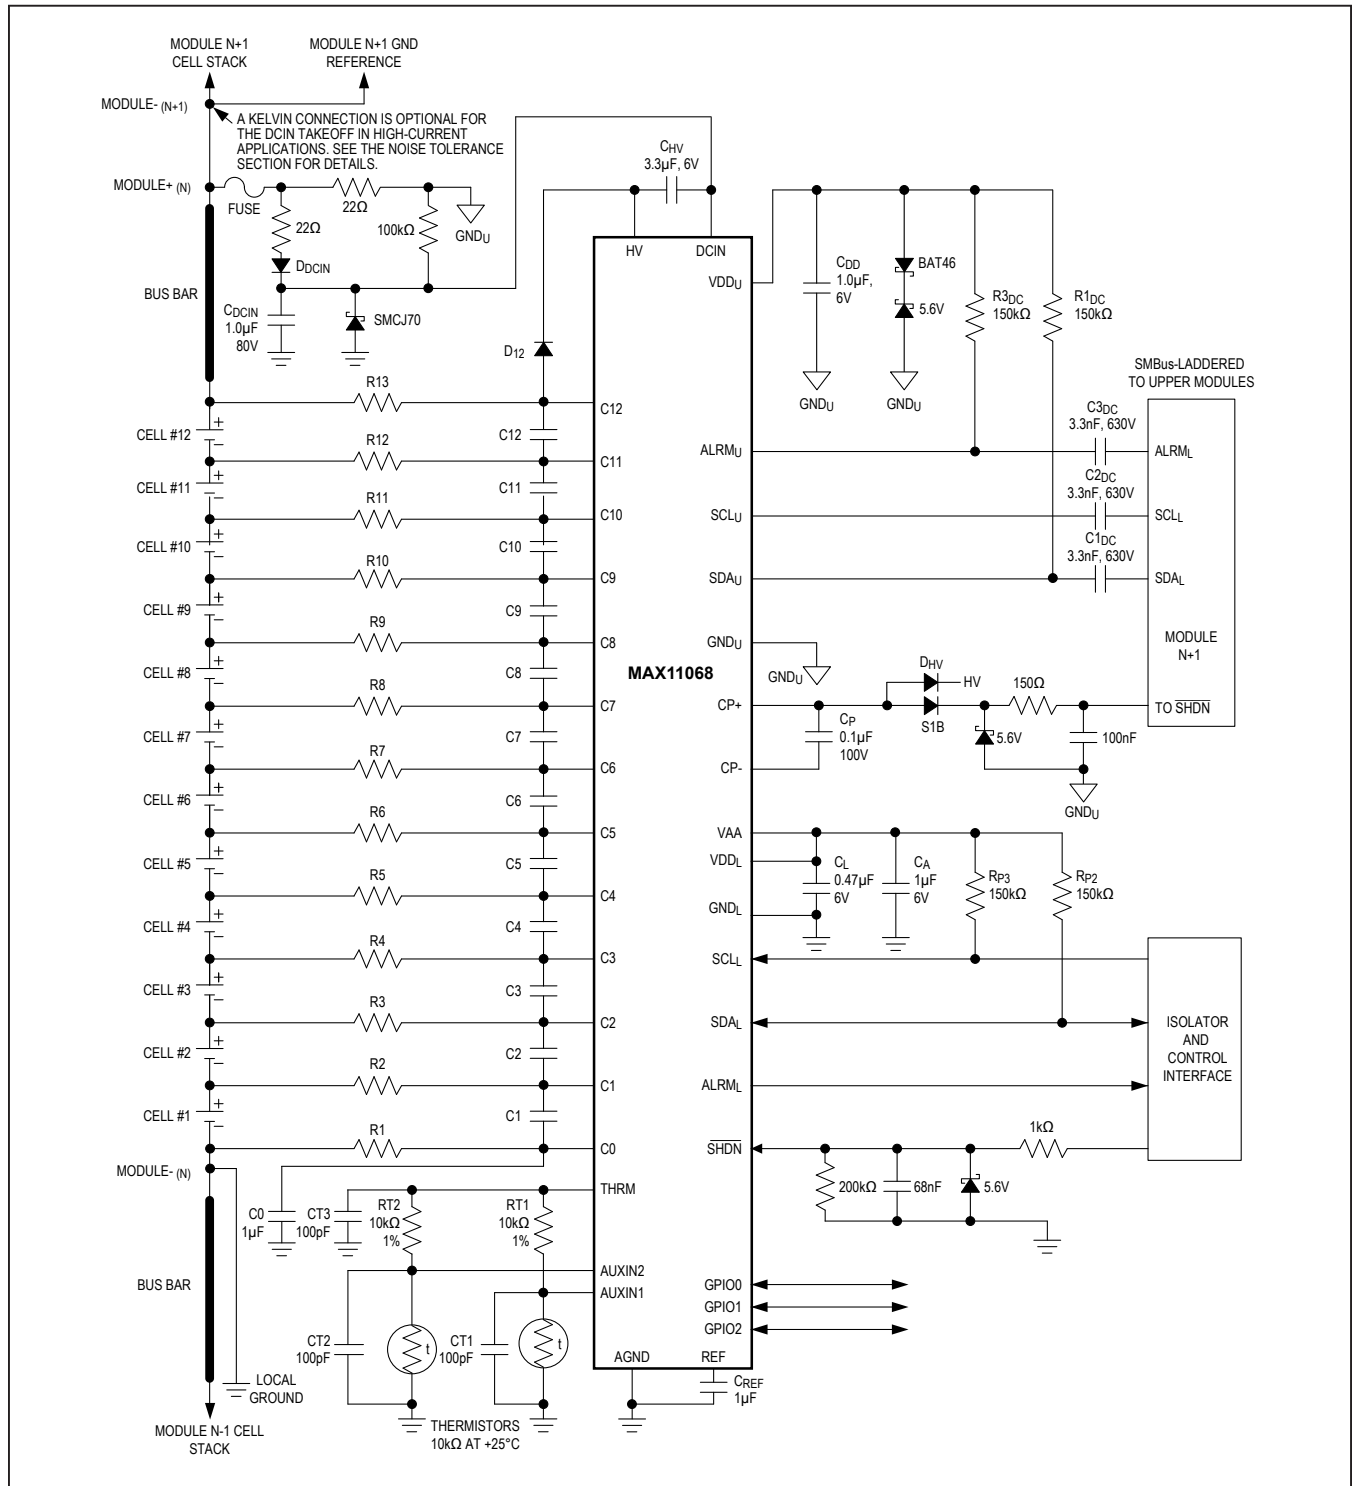 MODULE N+1
CELL STACK
MODULE N+1 GND
REFERENCE
MODULE- (N+1)
A KELVIN CONNECTION IS OPTIONAL FOR
THE DCIN TAKEOFF IN HIGH-CURRENT
APPLICATIONS. SEE THE NOISE TOLERANCE
SECTION FOR DETAILS.
MODULE+ (N)
FUSE
22Ω
22Ω
100kΩ
GNDU
DDCIN
BUS BAR
CDCIN
1.0µF
80V
SMCJ70
CHV
3.3µF, 6V
HV
DCIN
D12
VDDU
CDD
1.0µF,
6V
BAT46
5.6V
R3DC
150kΩ
R1DC
150kΩ
GNDU
GNDU
SMBus-LADDERED
TO UPPER MODULES
R13
C12
CELL #12
+
−
C12
R12
C11
CELL #11
+
−
C11
R11
C10
CELL #10
+
−
C10
R10
C9
CELL #9
+
−
C9
R9
C8
CELL #8
+
−
C8
R8
C7
CELL #7
+
−
C7
R7
C6
CELL #6
+
−
C6
R6
C5
CELL #5
+
−
C5
R5
C4
CELL #4
+
−
C4
R4
C3
CELL #3
+
−
C3
R3
C2
CELL #2
+
−
C2
R2
C1
CELL #1
+
−
C1
R1
C0
MAX11068
ALRMU
C3DC
3.3nF, 630V
ALRML
SCLU
C2DC
3.3nF, 630V
SCLL
SDAU
C1DC
3.3nF, 630V
SDAL
MODULE
N+1
GNDU
GNDU
DHV
HV
CP+
S1B
150Ω
TO SHDN
CP
0.1µF
100V
5.6V
100nF
CP-
GNDU
VAA
VDDL
CL
0.47µF
6V
CA
1µF
6V
RP3
150kΩ
RP2
150kΩ
GNDL
SCLL
SDAL
ALRML
ISOLATOR
AND
CONTROL
INTERFACE
SHDN
1kΩ
200kΩ
68nF
5.6V
MODULE- (N)
THRM
C0
1µF
CT3
100pF
RT2
10kΩ
1%
RT1
10kΩ
1%
AUXIN2
AUXIN1
BUS BAR
CT2
100pF
t
CT1
100pF
t
GPIO0
GPIO1
GPIO2
AGND
REF
CREF
1µF
LOCAL
GROUND
THERMISTORS
10kΩ AT +25°C
MODULE N-1 CELL
STACK